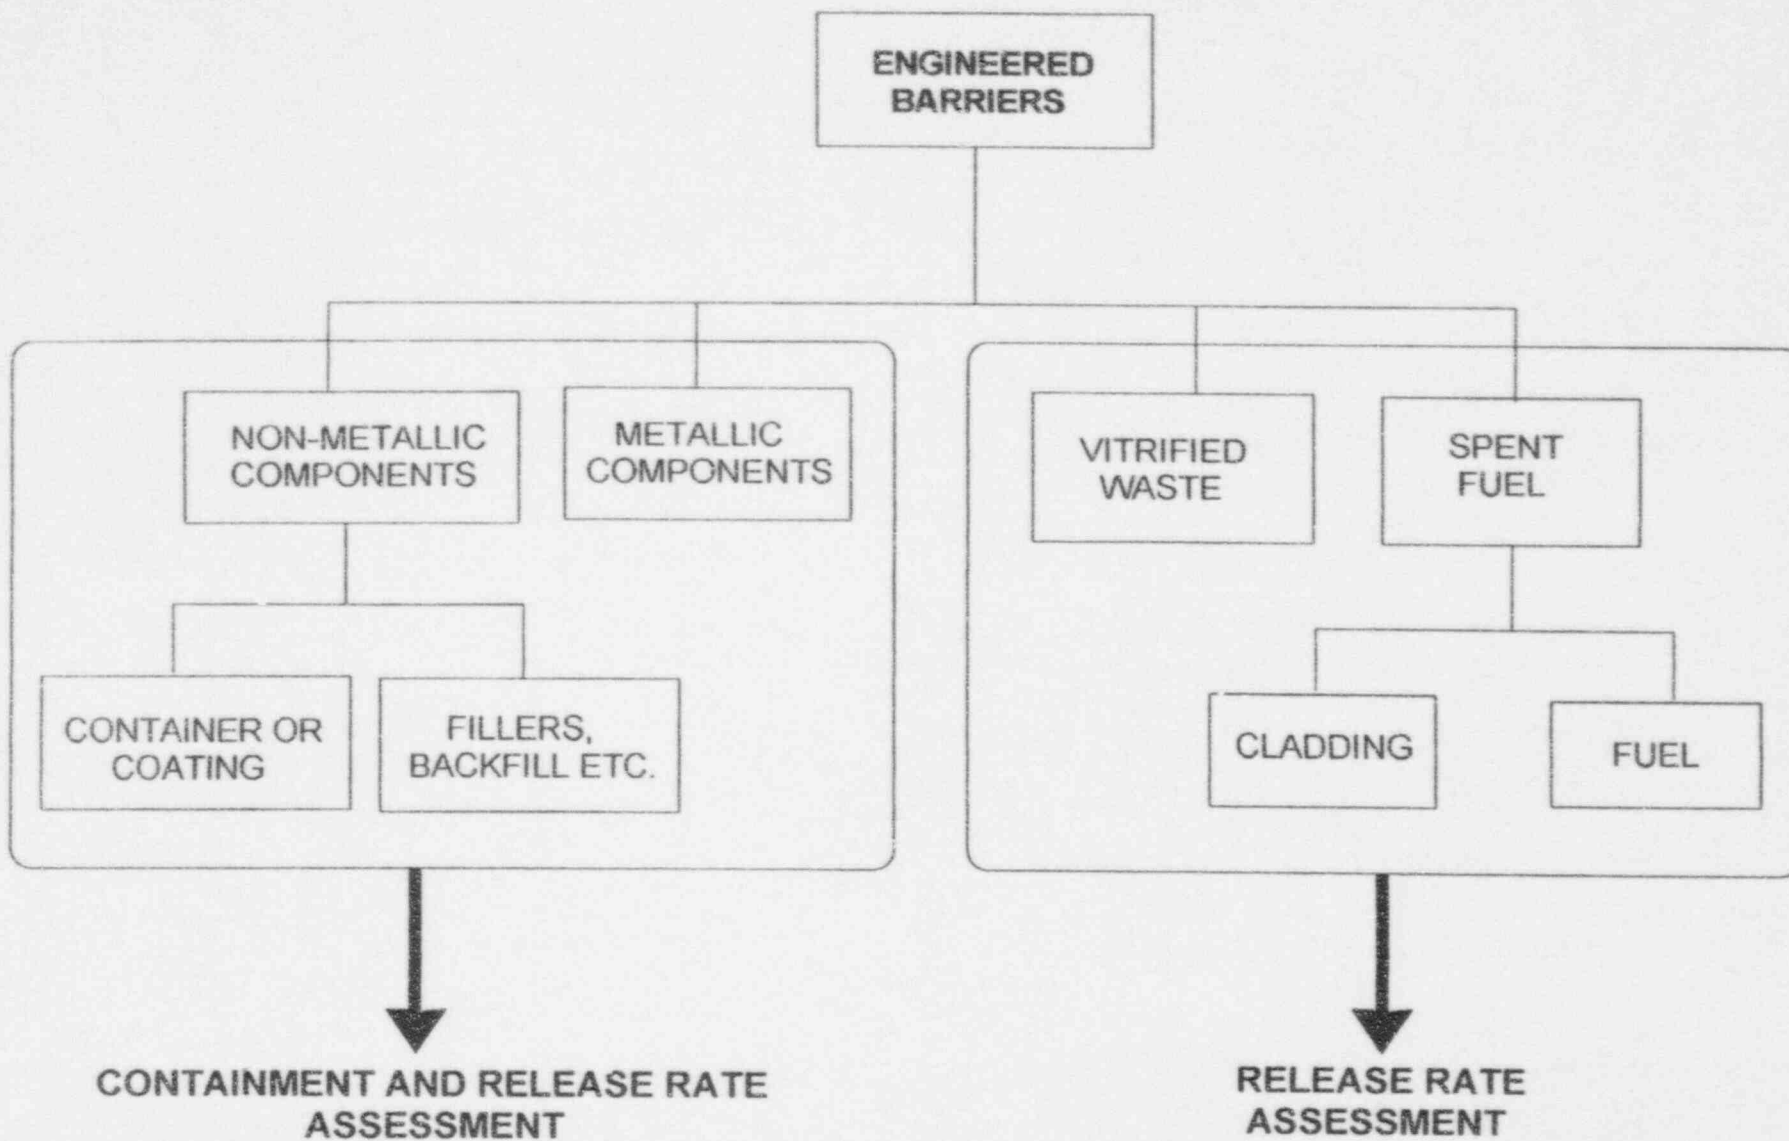 ENGINEERED
BARRIERS
NON-METALLIC
COMPONENTS
METALLIC
COMPONENTS
VITRIFIED
WASTE
SPENT
FUEL
CONTAINER OR
COATING
FILLERS,
BACKFILL ETC.
CLADDING
FUEL
CONTAINMENT AND RELEASE RATE
ASSESSMENT
RELEASE RATE
ASSESSMENT